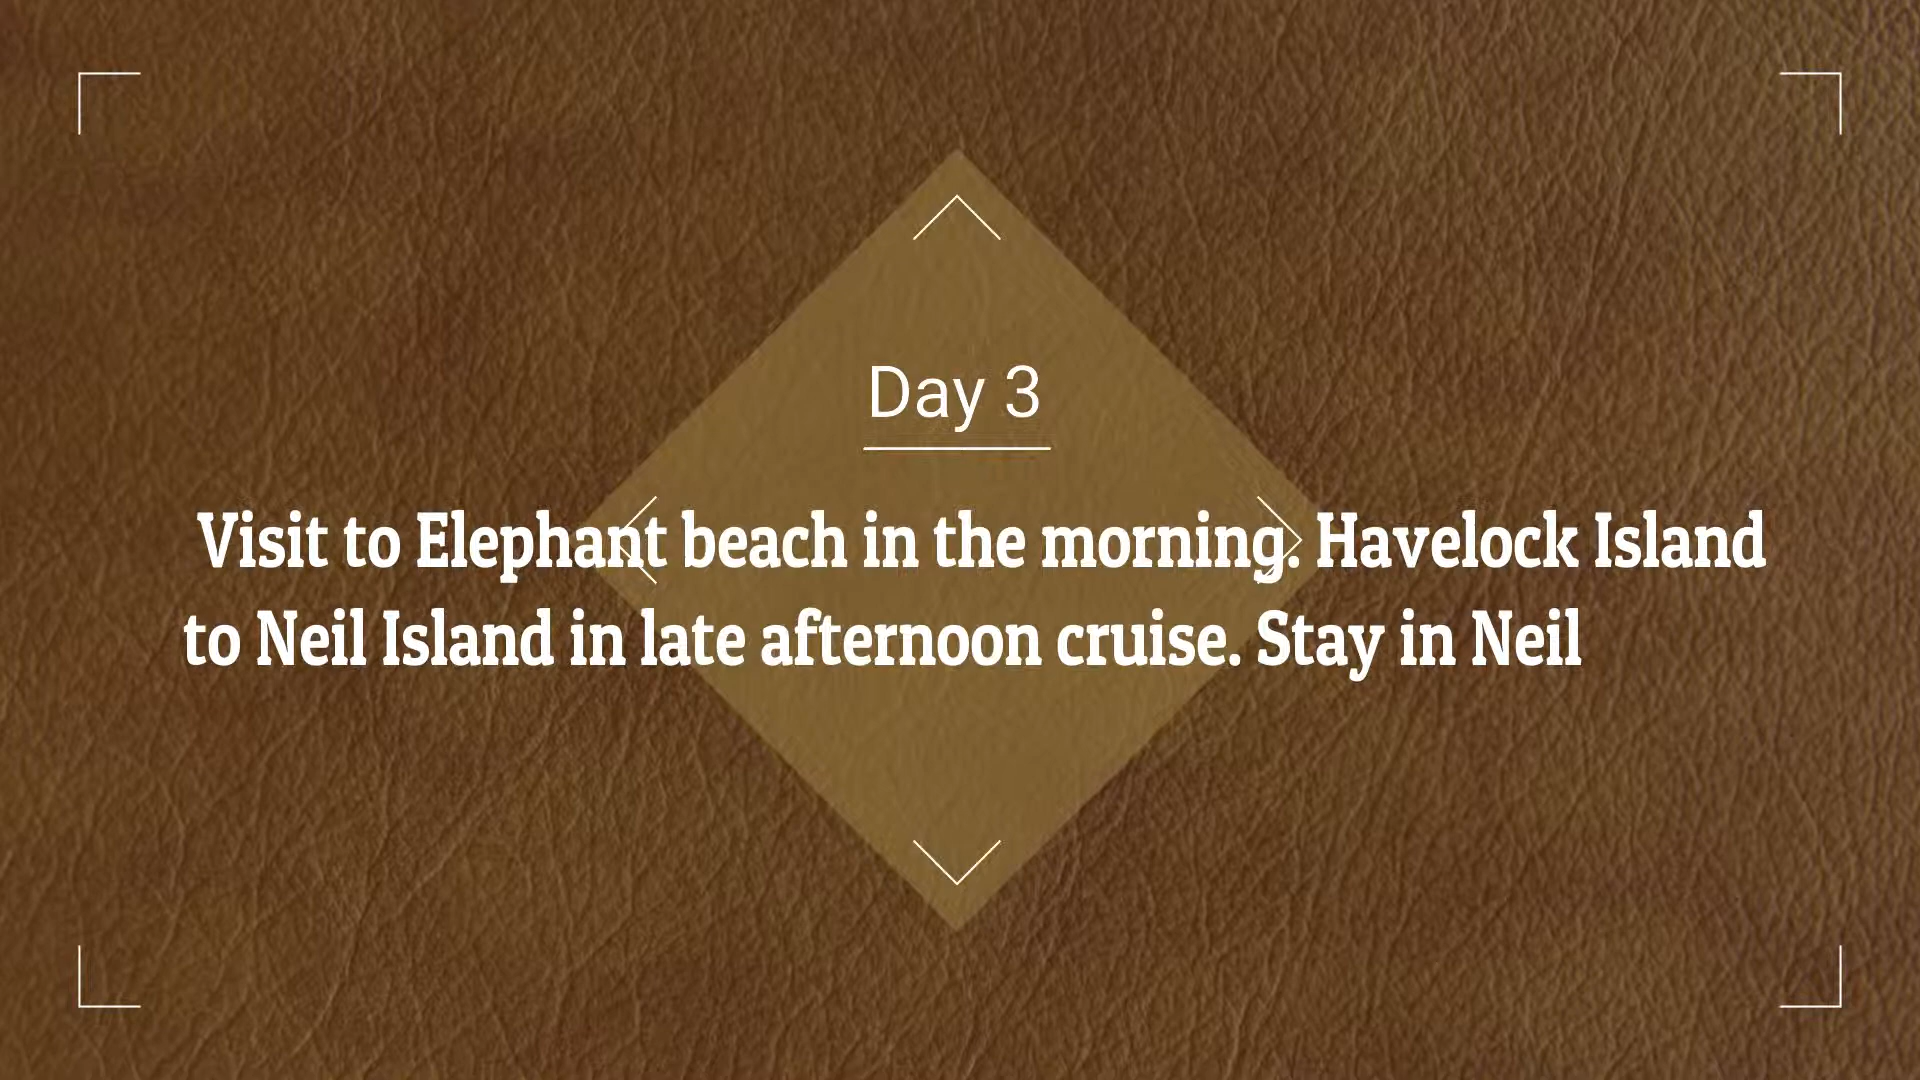 Day 3
Visit to Elephant beach in the morning. Havelock Island
to Neil Island in late afternoon cruise. Stay in Neil